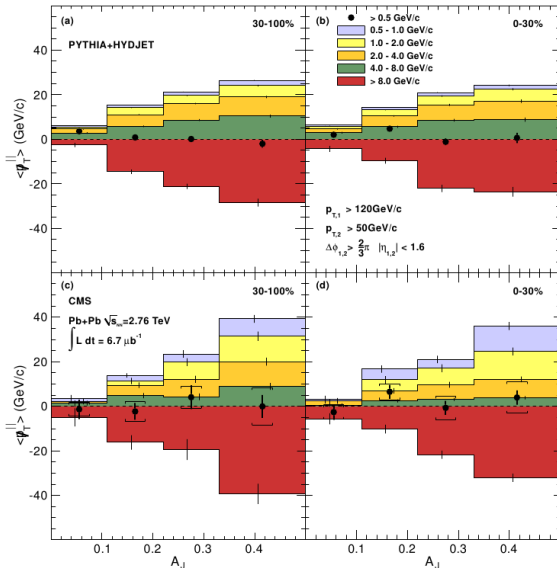 (a) 30-100%
PYTHIA+HYDJET
(b) 0-30%
> 0.5 GeV/c
0.5 - 1.0 GeV/c
1.0 - 2.0 GeV/c
2.0 - 4.0 GeV/c
4.0 - 8.0 GeV/c
> 8.0 GeV/c
40
20
0
-20
-40
<p̸_T^∥> (GeV/c)
p_T,1 > 120GeV/c
p_T,2 > 50GeV/c
Δϕ_1,2 > 2/3 π |η_1,2| < 1.6
(c) 30-100%
CMS
Pb+Pb √s_NN=2.76 TeV
∫ L dt = 6.7 μb⁻¹
(d) 0-30%
40
20
0
-20
-40
<p̸_T^∥> (GeV/c)
0.1 0.2 0.3 0.4
A_J
0.1 0.2 0.3 0.4
A_J